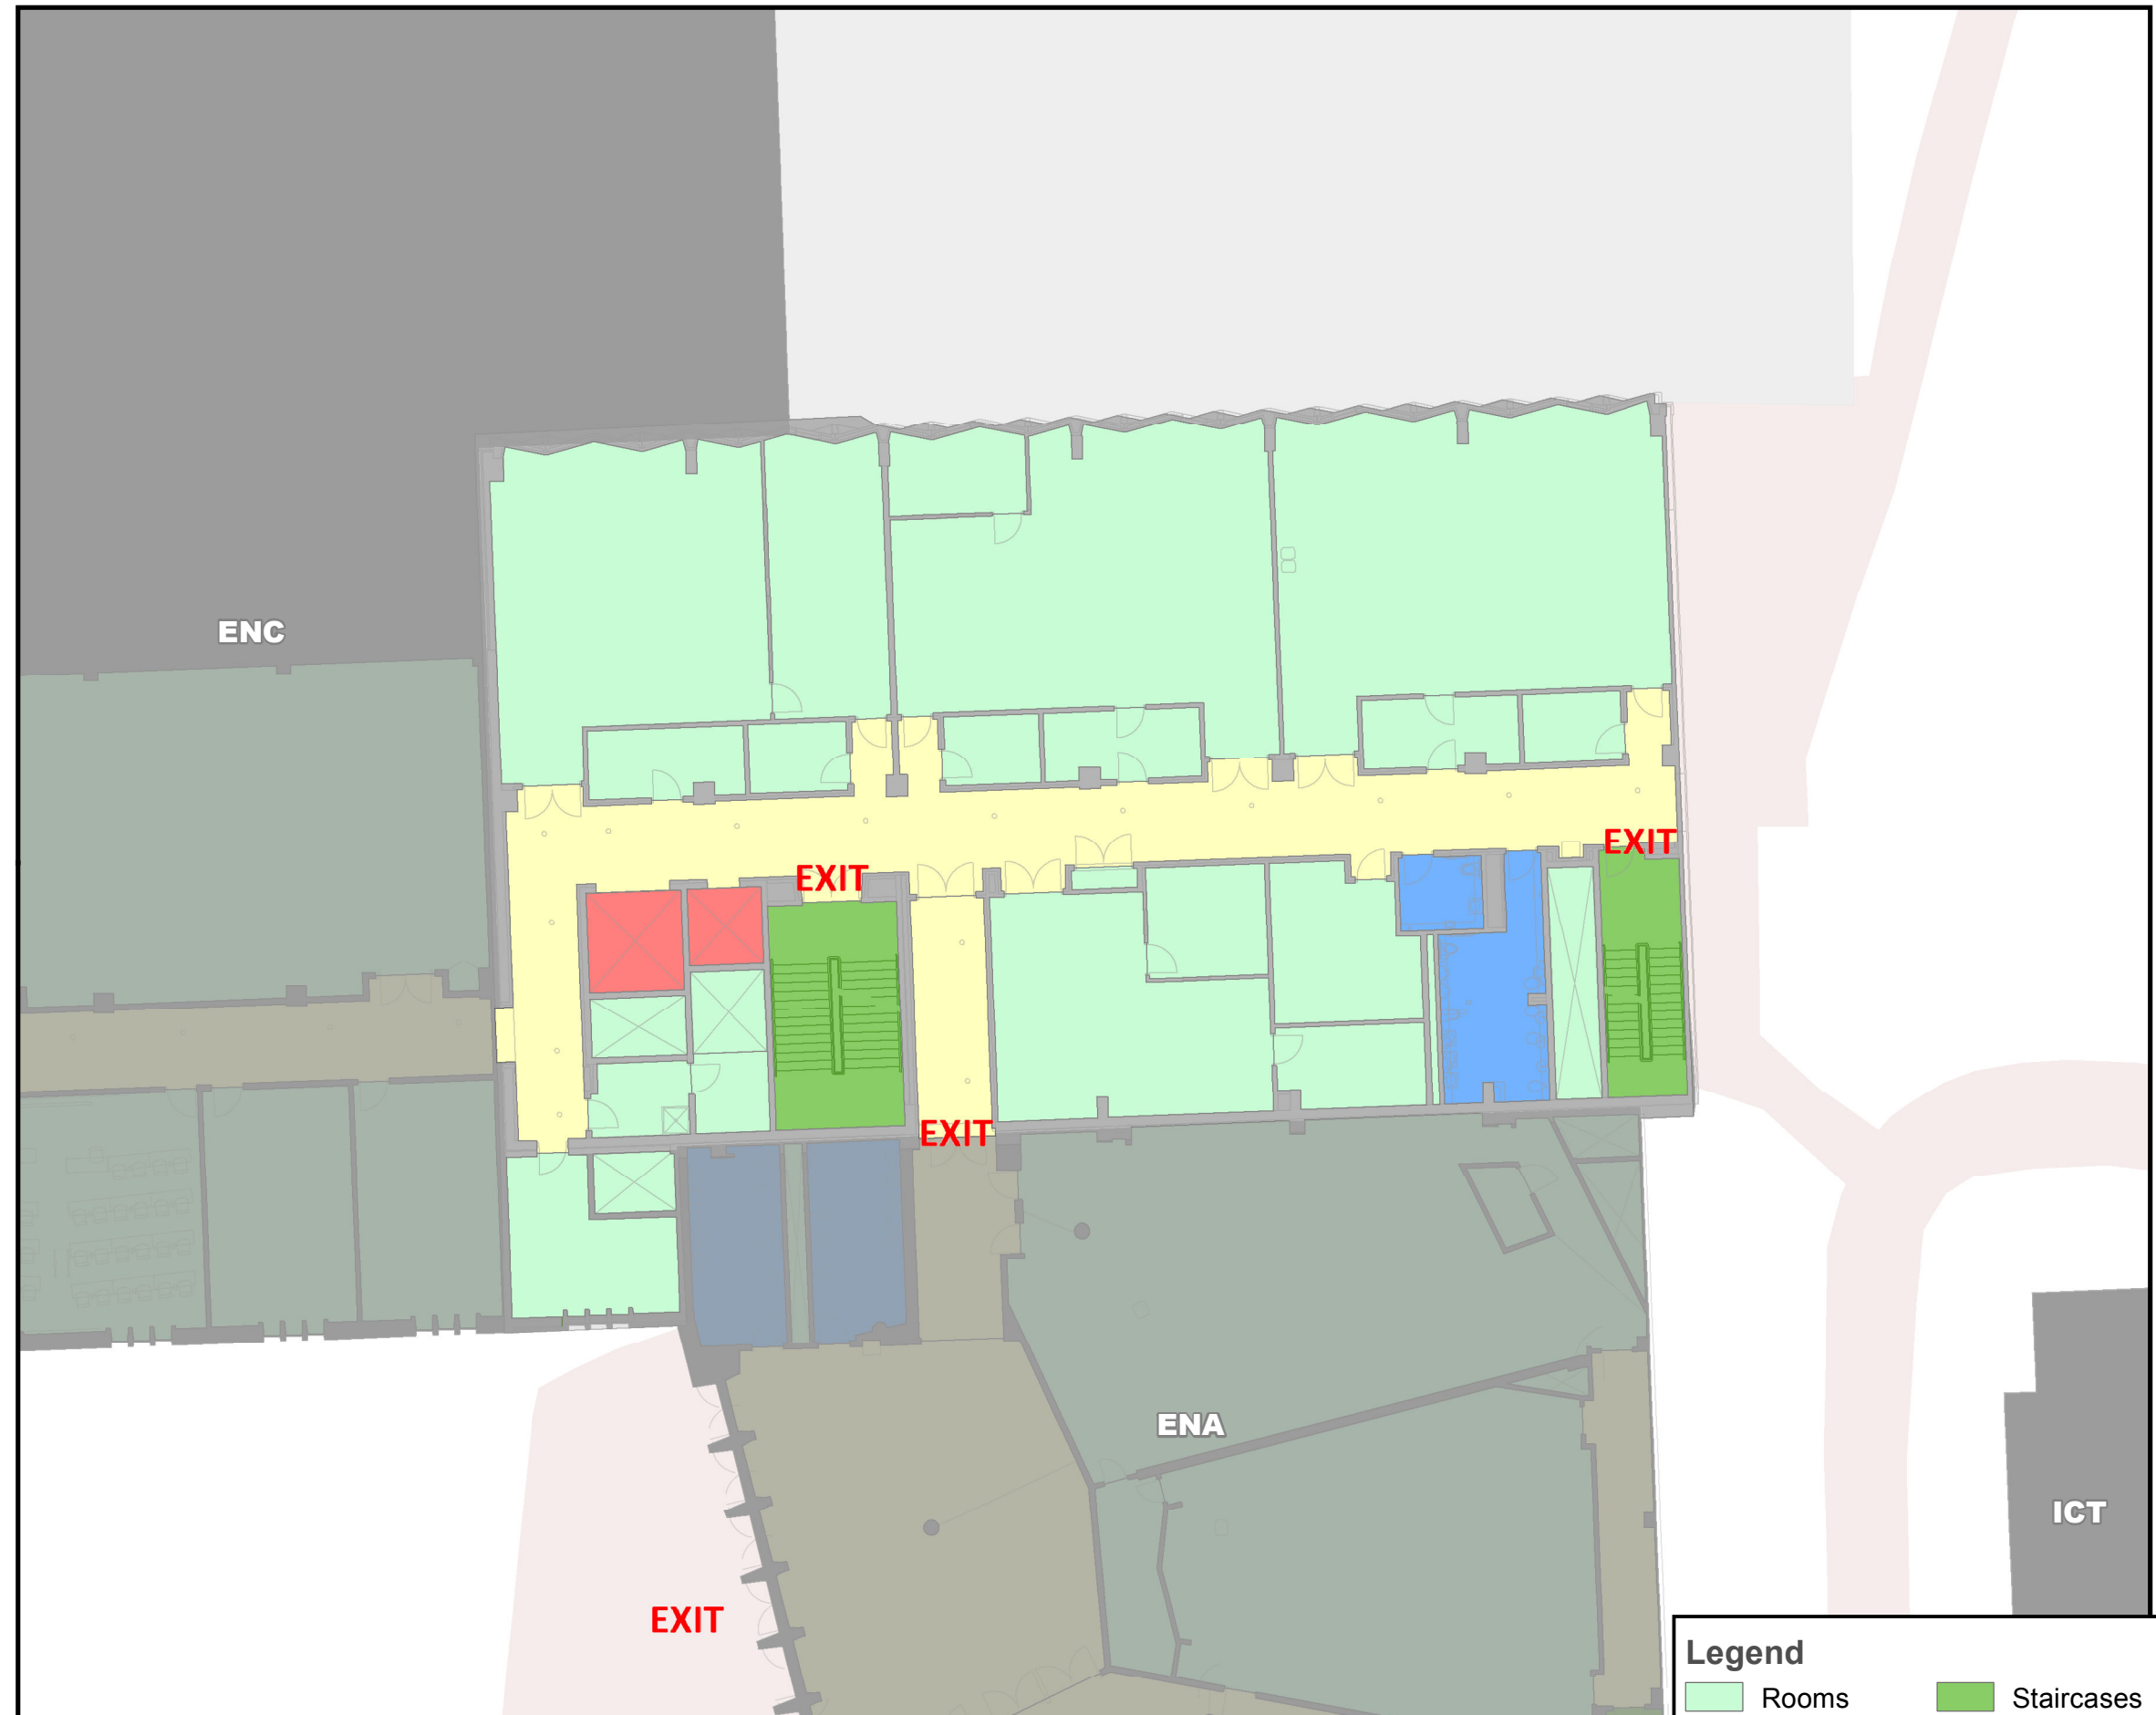 ENC
EXIT
EXIT
EXIT
ENA
ICT
EXIT
Legend
Rooms
Staircases